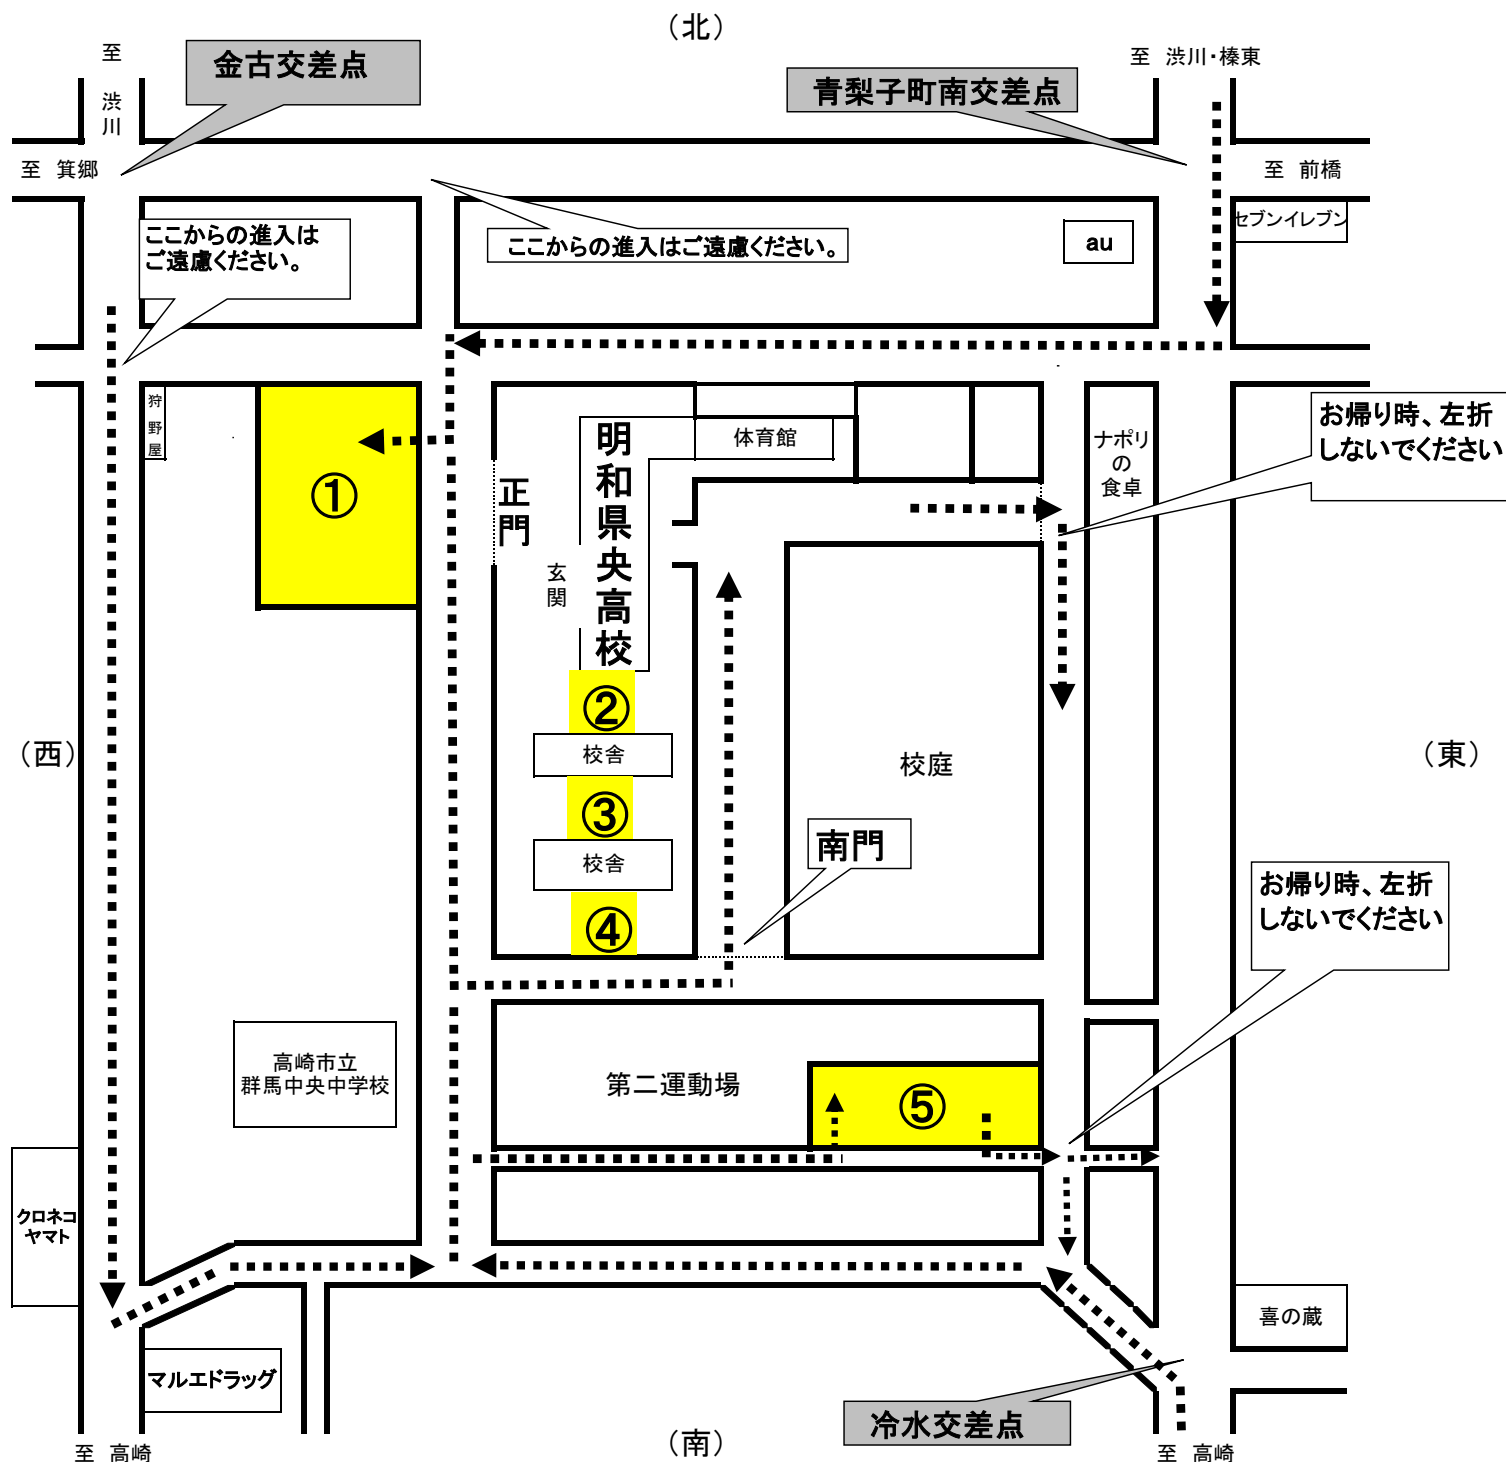 （北）
至
渋
川
金古交差点
青梨子町南交差点
至 渋川・榛東
至 箕郷
至 前橋
ここからの進入は
ご遠慮ください。
ここからの進入はご遠慮ください。
au
セブンイレブン
狩
野
屋
①
正
門
明
和
県
央
高
校
玄
関
体育館
ナポリ
の
食卓
お帰り時、左折
しないでください
②
校舎
③
校舎
④
校庭
南門
（西）
（東）
お帰り時、左折
しないでください
高崎市立
群馬中央中学校
第二運動場
⑤
クロネコ
ヤマト
マルエドラッグ
喜の蔵
冷水交差点
至 高崎
（南）
至 高崎